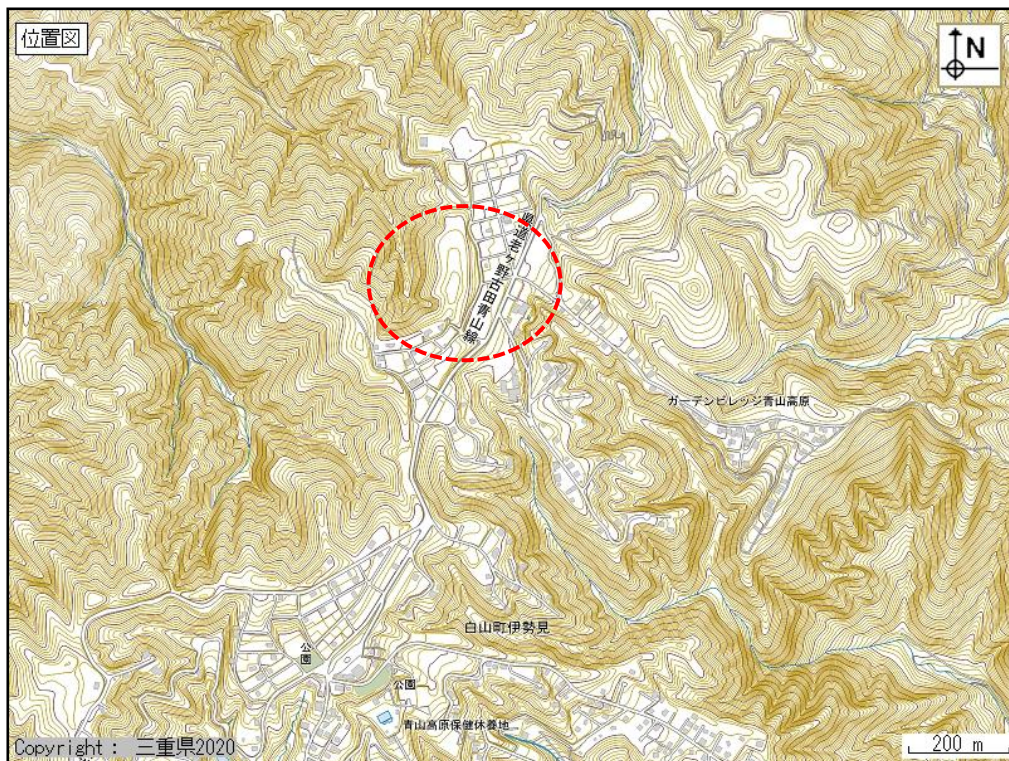 位置図
N
県道老ヶ野古田青山線
ガーデンビレッジ青山高原
白山町伊勢見
公園
公園
青山高原保健休養地
Copyright : 三重県2020
200 m